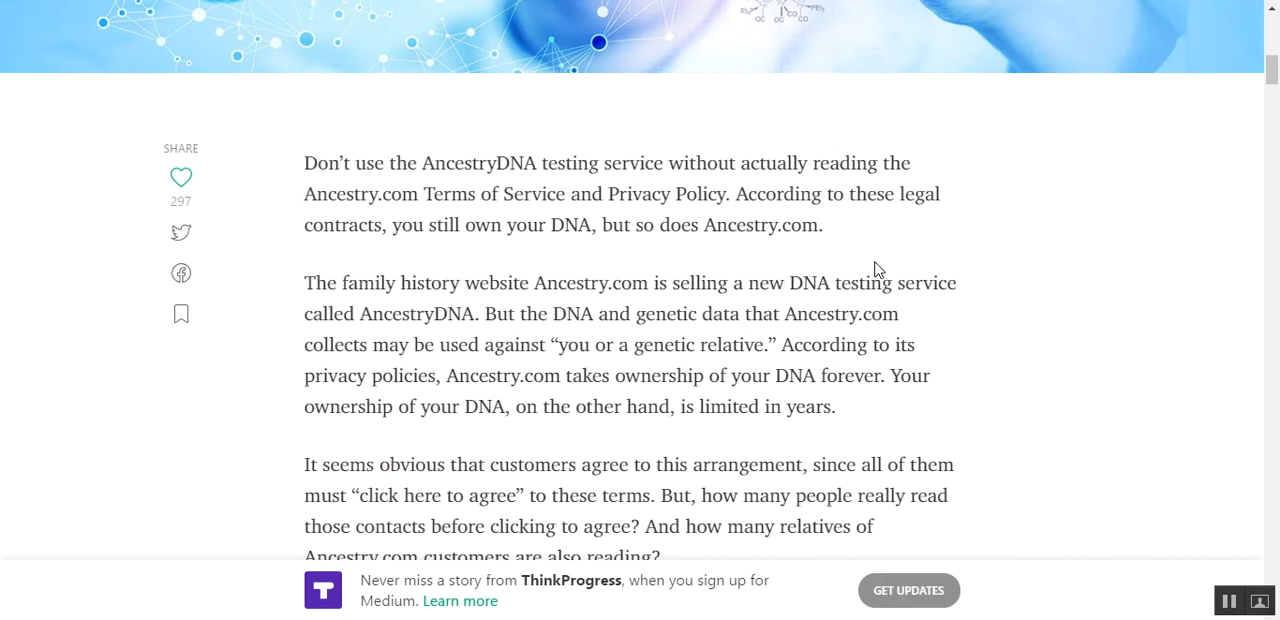 SHARE
297
Don’t use the AncestryDNA testing service without actually reading the
Ancestry.com Terms of Service and Privacy Policy. According to these legal
contracts, you still own your DNA, but so does Ancestry.com.
The family history website Ancestry.com is selling a new DNA testing service
called AncestryDNA. But the DNA and genetic data that Ancestry.com
collects may be used against “you or a genetic relative.” According to its
privacy policies, Ancestry.com takes ownership of your DNA forever. Your
ownership of your DNA, on the other hand, is limited in years.
It seems obvious that customers agree to this arrangement, since all of them
must “click here to agree” to these terms. But, how many people really read
those contacts before clicking to agree? And how many relatives of
Ancestry.com customers are also reading?
T
Never miss a story from ThinkProgress, when you sign up for
Medium. Learn more
GET UPDATES